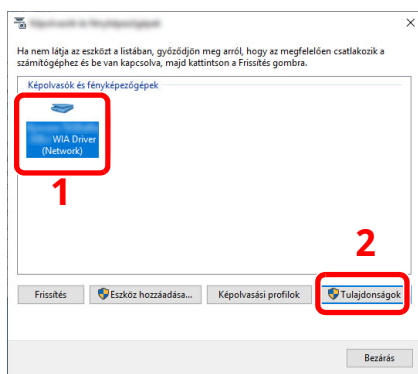 Ha nem látja az eszközt a listában, győződjön meg arról, hogy az megfelelően csatlakozik a
számítógéphez és be van kapcsolva, majd kattintson a Frissítés gombra.
Képolvasók és fényképezőgépek
WIA Driver
(Network)
1
2
Frissítés
Eszköz hozzáadása...
Képolvasási profilok
Tulajdonságok
Bezárás